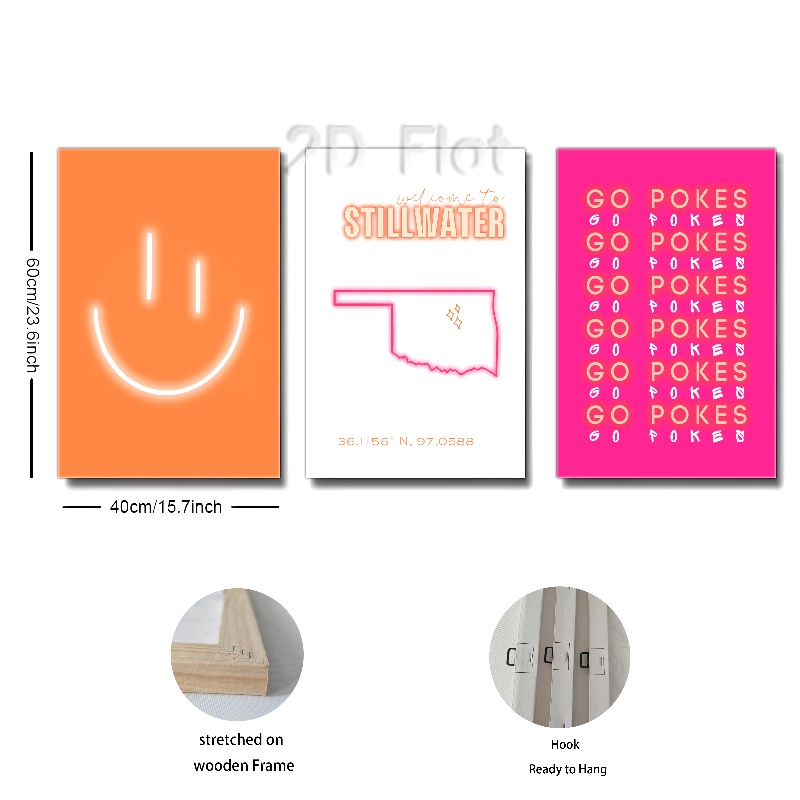 2D Flat
60cm/23.6inch
welcome to
STILLWATER
36.1156° N, 97.0588
GO POKES
GO POKES
GO POKES
GO POKES
GO POKES
GO POKES
GO POKES
GO POKES
GO POKES
GO POKES
GO POKES
GO POKES
40cm/15.7inch
stretched on
wooden Frame
Hook
Ready to Hang